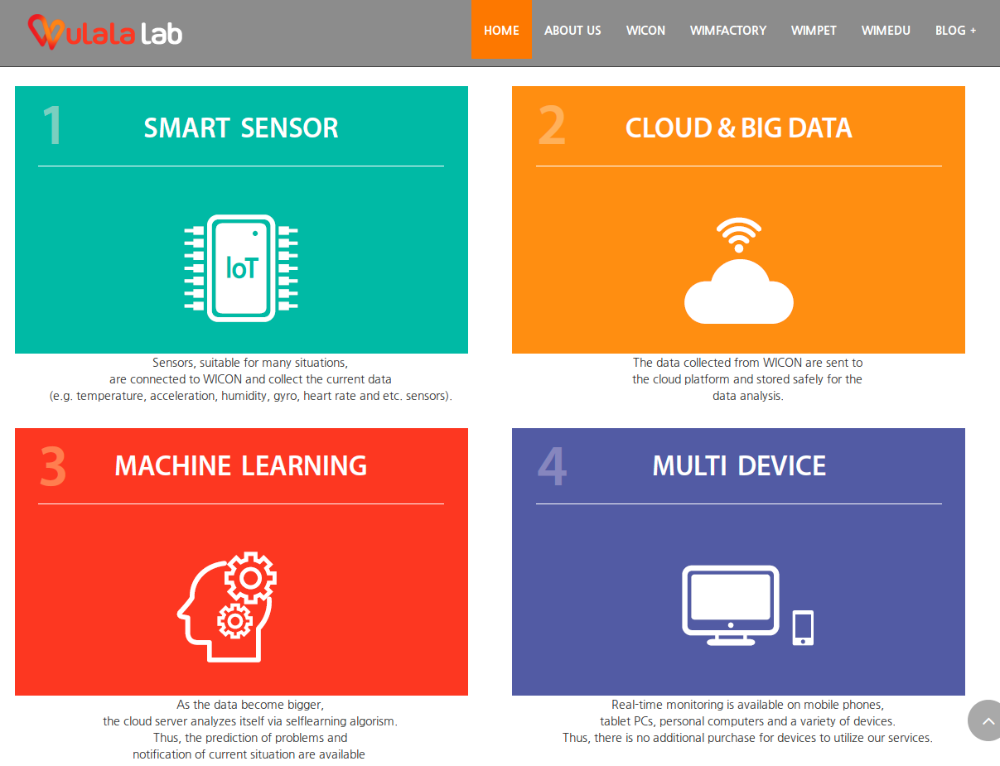 Wulala lab
HOME ABOUT US WICON WIMFACTORY WIMPET WIMEDU BLOG +
1 SMART SENSOR
IoT
Sensors, suitable for many situations,
are connected to WICON and collect the current data
(e.g. temperature, acceleration, humidity, gyro, heart rate and etc. sensors).
2 CLOUD & BIG DATA
The data collected from WICON are sent to
the cloud platform and stored safely for the
data analysis.
3 MACHINE LEARNING
As the data become bigger,
the cloud server analyzes itself via selflearning algorism.
Thus, the prediction of problems and
notification of current situation are available
4 MULTI DEVICE
Real-time monitoring is available on mobile phones,
tablet PCs, personal computers and a variety of devices.
Thus, there is no additional purchase for devices to utilize our services.